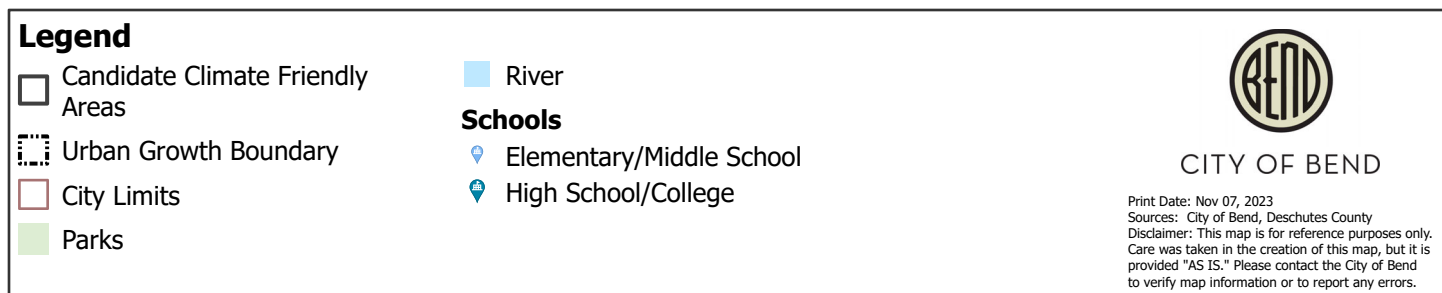 Legend
Candidate Climate Friendly
Areas
Urban Growth Boundary
City Limits
Parks
River
Schools
Elementary/Middle School
High School/College
BEND
CITY OF BEND
Print Date: Nov 07, 2023
Sources: City of Bend, Deschutes County
Disclaimer: This map is for reference purposes only.
Care was taken in the creation of this map, but it is
provided "AS IS." Please contact the City of Bend
to verify map information or to report any errors.